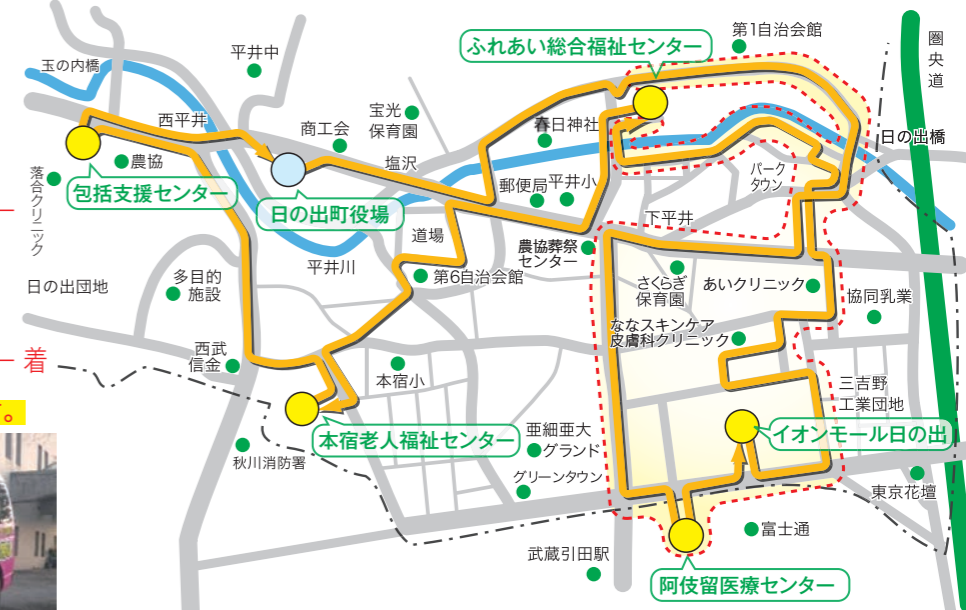 第1自治会館
圏央道
ふれあい総合福祉センター
平井中
玉の内橋
宝光
保育園
西平井
商工会
春日神社
日の出橋
塩沢
農協
パーク
タウン
落合クリニック
包括支援センター
郵便局
平井小
日の出町役場
下平井
道場
農協葬祭
センター
平井川
第6自治会館
多目的
施設
さくらぎ
保育園
あいクリニック
日の出団地
協同乳業
ななスキンケア
皮膚科クリニック
着
西武
信金
本宿小
三吉野
工業団地
。
本宿老人福祉センター
亜細亜大
グランド
イオンモール日の出
秋川消防署
グリーンタウン
東京花壇
富士通
武蔵引田駅
阿伎留医療センター